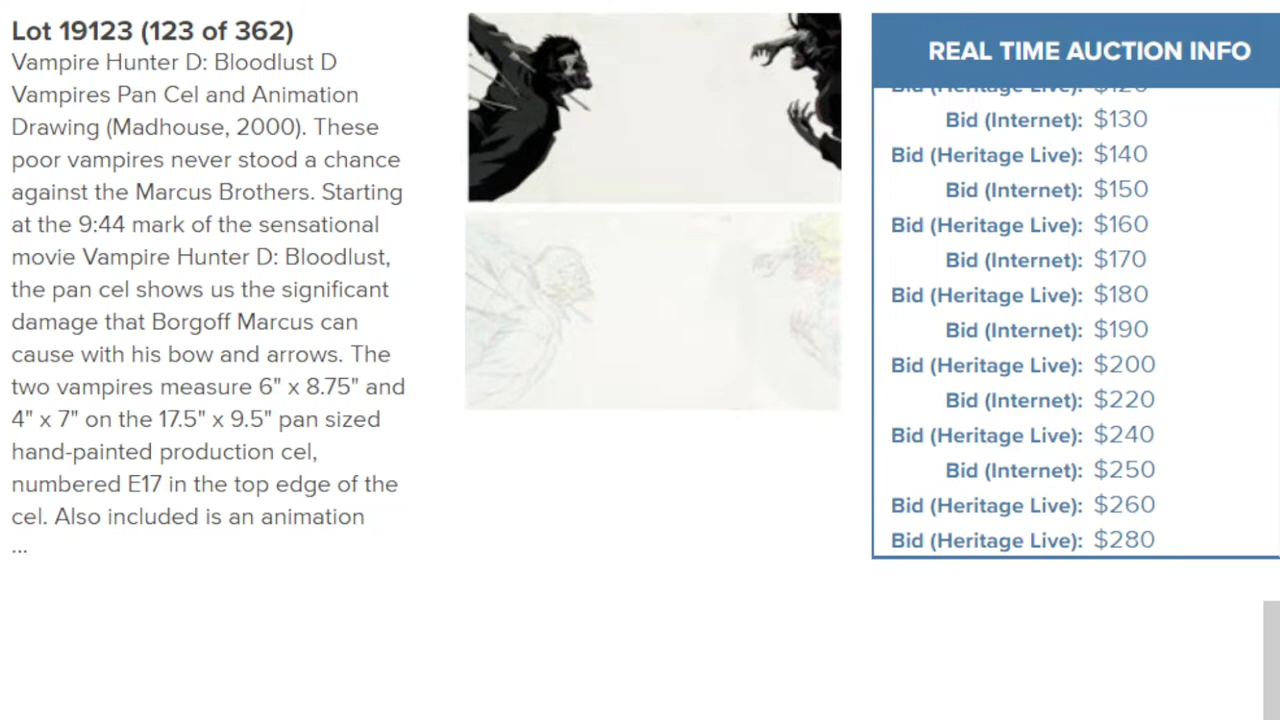 Lot 19123 (123 of 362)
Vampire Hunter D: Bloodlust D
Vampires Pan Cel and Animation
Drawing (Madhouse, 2000). These
poor vampires never stood a chance
against the Marcus Brothers. Starting
at the 9:44 mark of the sensational
movie Vampire Hunter D: Bloodlust,
the pan cel shows us the significant
damage that Borgoff Marcus can
cause with his bow and arrows. The
two vampires measure 6" x 8.75" and
4" x 7" on the 17.5" x 9.5" pan sized
hand-painted production cel,
numbered E17 in the top edge of the
cel. Also included is an animation
...
REAL TIME AUCTION INFO
Bid (Heritage Live): $120
Bid (Internet): $130
Bid (Heritage Live): $140
Bid (Internet): $150
Bid (Heritage Live): $160
Bid (Internet): $170
Bid (Heritage Live): $180
Bid (Internet): $190
Bid (Heritage Live): $200
Bid (Internet): $220
Bid (Heritage Live): $240
Bid (Internet): $250
Bid (Heritage Live): $260
Bid (Heritage Live): $280